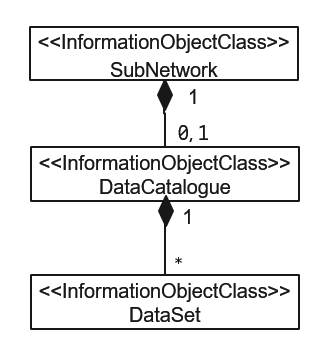 <<InformationObjectClass>>
SubNetwork
1
0,1
<<InformationObjectClass>>
DataCatalogue
1
*
<<InformationObjectClass>>
DataSet